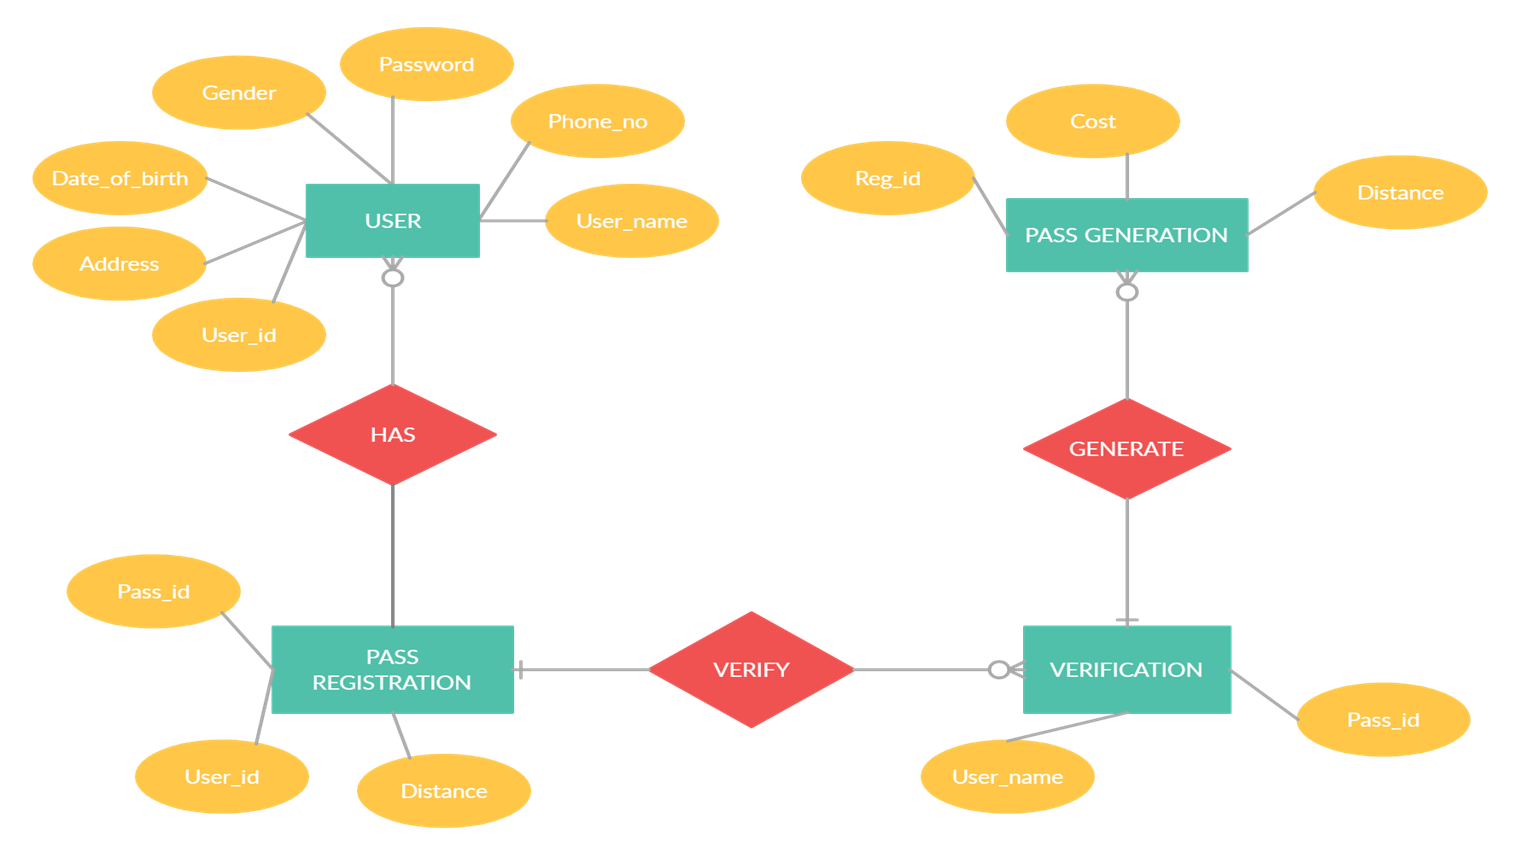 Password
Gender
Phone_no
Cost
Date_of_birth
Reg_id
Distance
USER
User_name
PASS GENERATION
Address
User_id
HAS
GENERATE
Pass_id
PASS
REGISTRATION
VERIFY
VERIFICATION
Pass_id
User_id
Distance
User_name